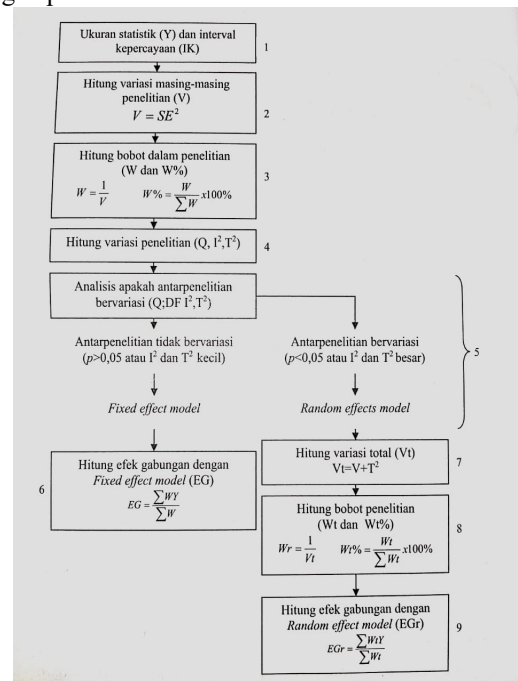 Ukuran statistik (Y) dan interval
kepercayaan (IK)
1
Hitung variasi masing-masing
penelitian (V)
V = SE²
2
Hitung bobot dalam penelitian
(W dan W%)
W = 1/V W% = W/∑W x100%
3
Hitung variasi penelitian (Q, I²,T²)
4
Analisis apakah antarpenelitian
bervariasi (Q;DF I²,T²)
Antarpenelitian tidak bervariasi
(p>0,05 atau I² dan T² kecil)
Fixed effect model
Antarpenelitian bervariasi
(p<0,05 atau I² dan T² besar)
Random effects model
5
6
Hitung efek gabungan dengan
Fixed effect model (EG)
EG = ∑WY/∑W
Hitung variasi total (Vt)
Vt=V+T²
7
Hitung bobot penelitian
(Wt dan Wt%)
Wr = 1/Vt Wt% = Wt/∑Wt x100%
8
Hitung efek gabungan dengan
Random effect model (EGr)
EGr = ∑WtY/∑Wt
9